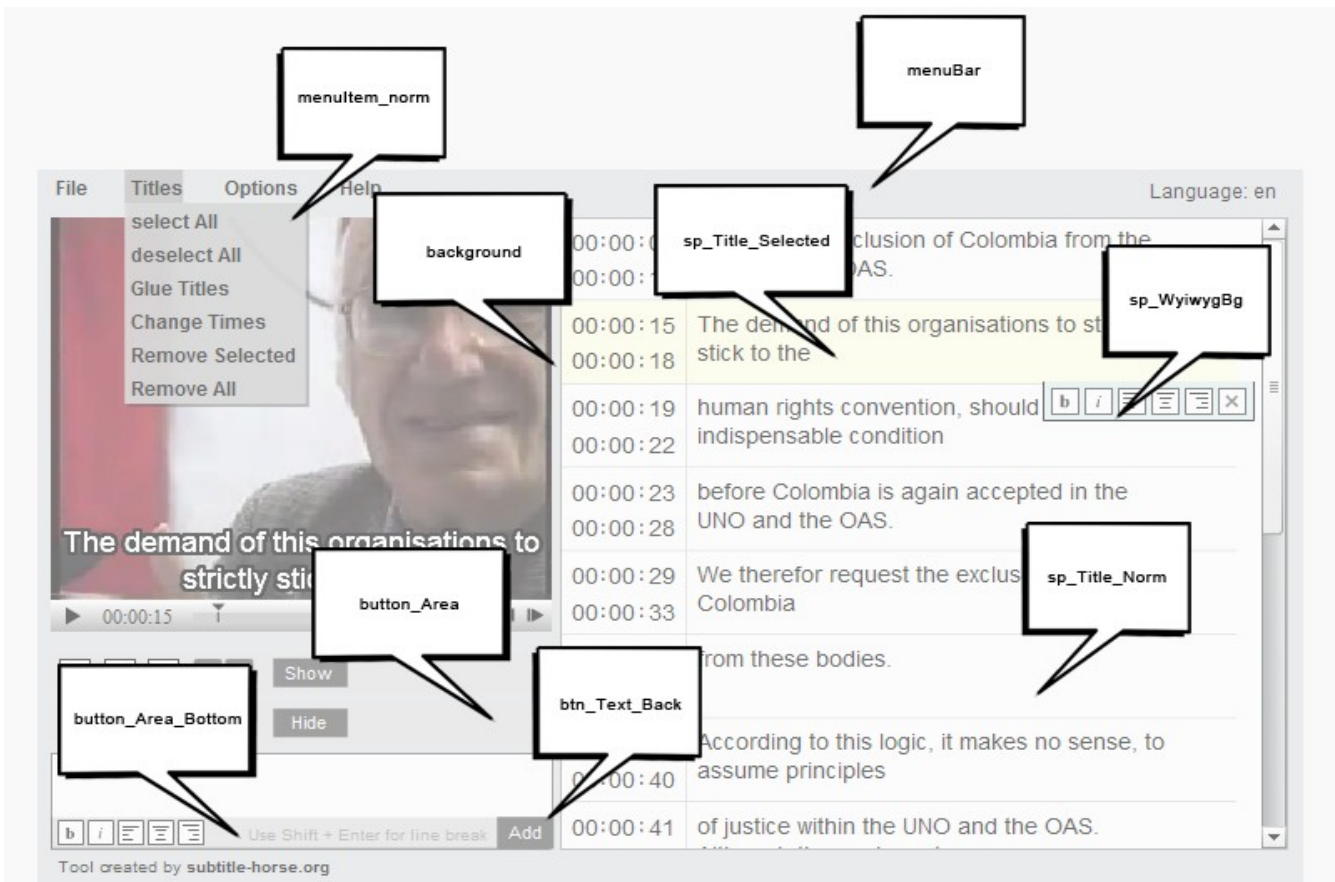 menuBar
menuItem_norm
File Titles Options Help Language: en
select All
deselect All
Glue Titles
Change Times
Remove Selected
Remove All
background
sp_Title_Selected
sp_WyiwygBg
clusion of Colombia from the
OAS.
00:00:15 The demand of this organisations to
00:00:18 stick to the
00:00:19 human rights convention, should
00:00:22 indispensable condition
b i
00:00:23 before Colombia is again accepted in the
00:00:28 UNO and the OAS.
00:00:29 We therefor request the
00:00:33 Colombia
sp_Title_Norm
from these bodies.
According to this logic, it makes no sense, to
00:00:40 assume principles
00:00:41 of justice within the UNO and the OAS.
The demand of this organisations to
strictly
00:00:15
button_Area
Show
Hide
button_Area_Bottom
btn_Text_Back
b i Use Shift + Enter for line break Add
Tool created by subtitle-horse.org